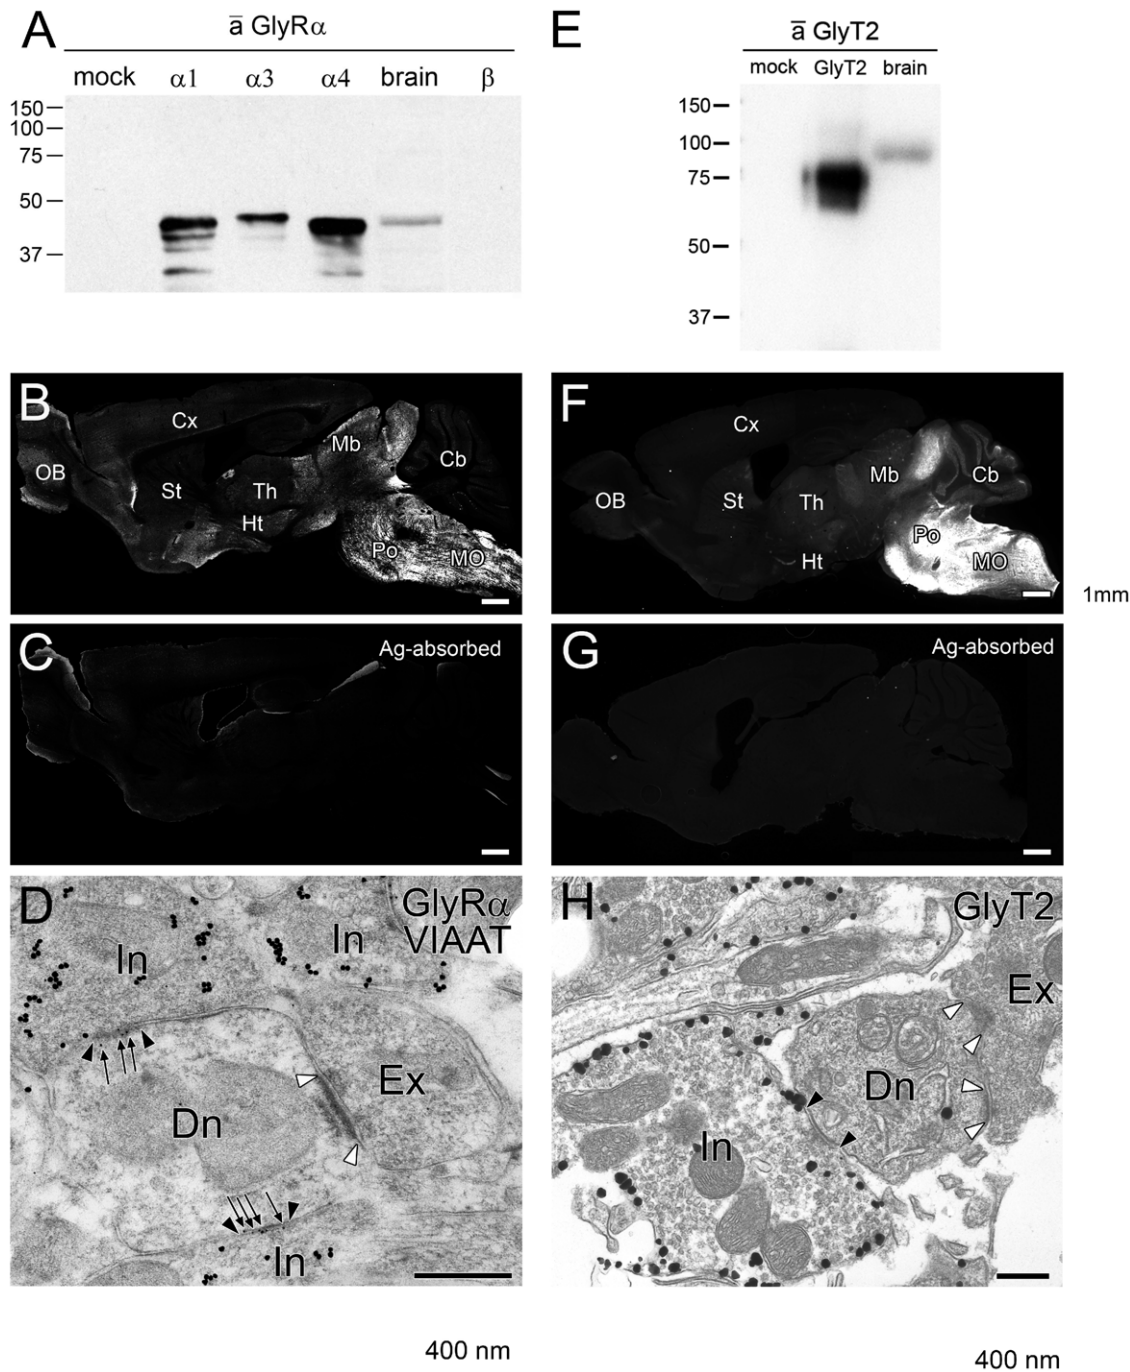 A
a̅ GlyRα
mock α1 α3 α4 brain β
150
100
75
50
37
E
a̅ GlyT2
mock GlyT2 brain
150
100
75
50
37
B
Cx
OB
St
Th
Ht
Mb
Cb
Po
MO
F
Cx
OB
St
Th
Ht
Mb
Cb
Po
MO
1mm
C
Ag-absorbed
G
Ag-absorbed
D
GlyRα
VIAAT
In
In
Ex
Dn
In
400 nm
H
GlyT2
Ex
Dn
In
400 nm